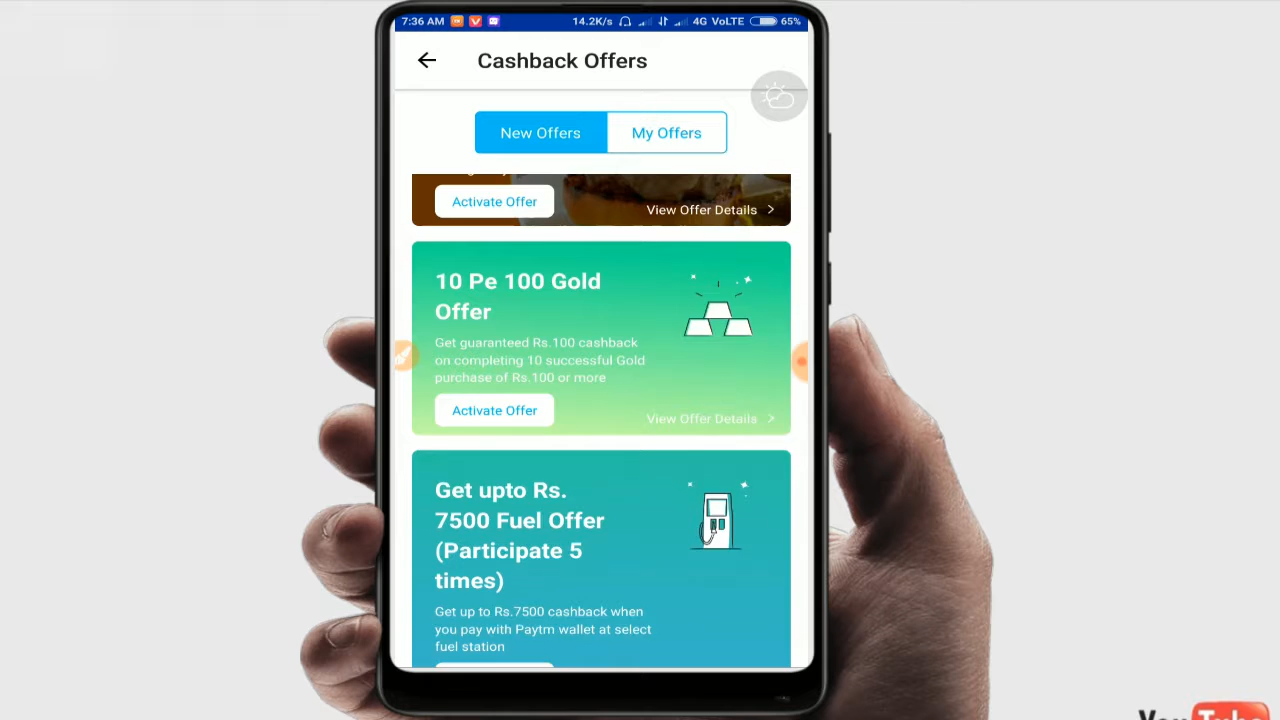 7:36 AM 14.2K/s 4G VoLTE 65%
Cashback Offers
New Offers My Offers
Activate Offer
View Offer Details >
10 Pe 100 Gold
Offer
Get guaranteed Rs.100 cashback
on completing 10 successful Gold
purchase of Rs.100 or more
Activate Offer
View Offer Details >
Get upto Rs.
7500 Fuel Offer
(Participate 5
times)
Get up to Rs.7500 cashback when
you pay with Paytm wallet at select
fuel station
YouTube